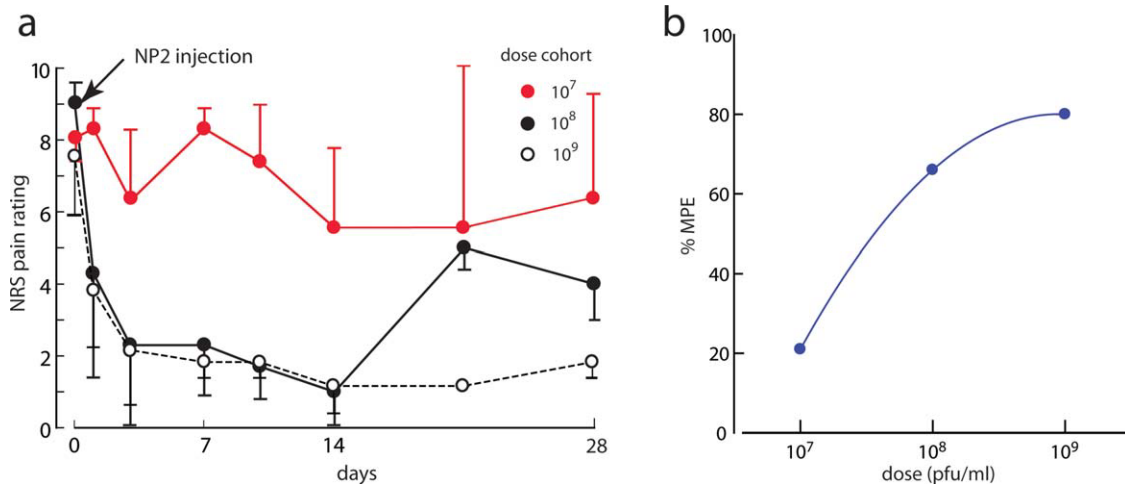 a
NP2 injection
dose cohort
10⁷
10⁸
10⁹
NRS pain rating
10
8
6
4
2
0
0
7
14
28
days
b
% MPE
100
80
60
40
20
0
10⁷
10⁸
10⁹
dose (pfu/ml)